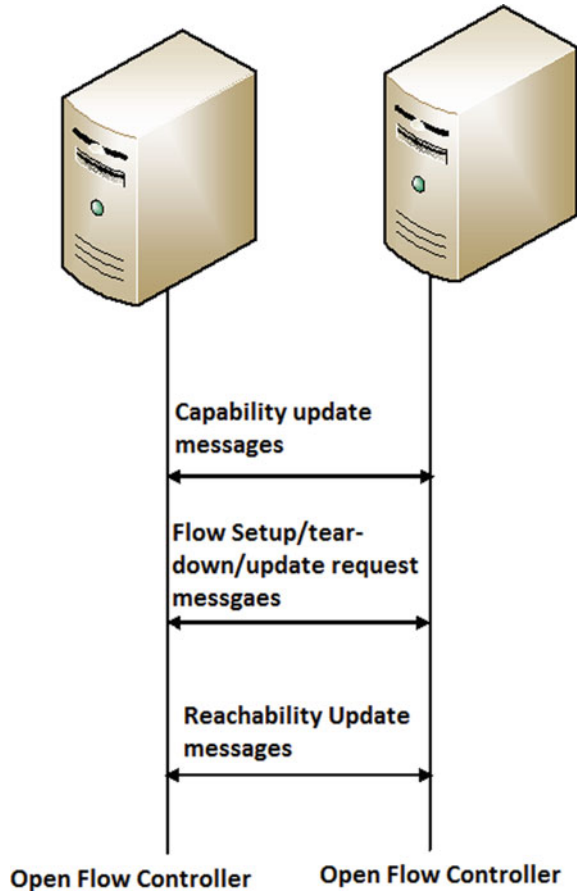 Capability update
messages
Flow Setup/tear-
down/update request
messgaes
Reachability Update
messages
Open Flow Controller
Open Flow Controller